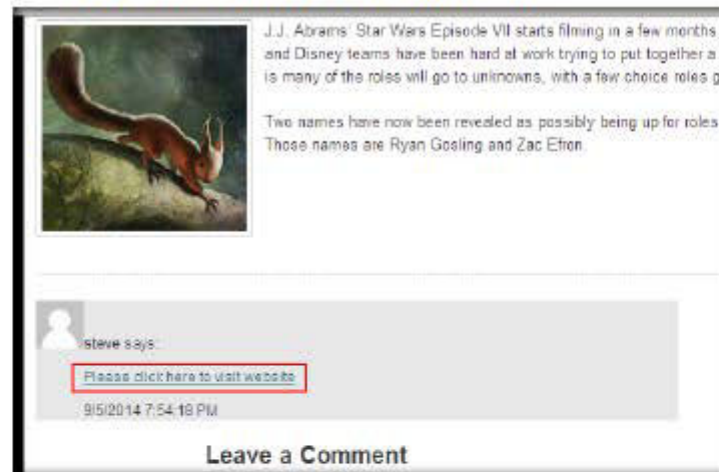 J.J. Abrams' Star Wars Episode VII starts filming in a few months
and Disney teams have been hard at work trying to put together a
is many of the roles will go to unknowns, with a few choice roles g
Two names have now been revealed as possibly being up for roles
Those names are Ryan Gosling and Zac Efron
steve says:
Please click here to visit website
9/5/2014 7:54:18 PM
Leave a Comment